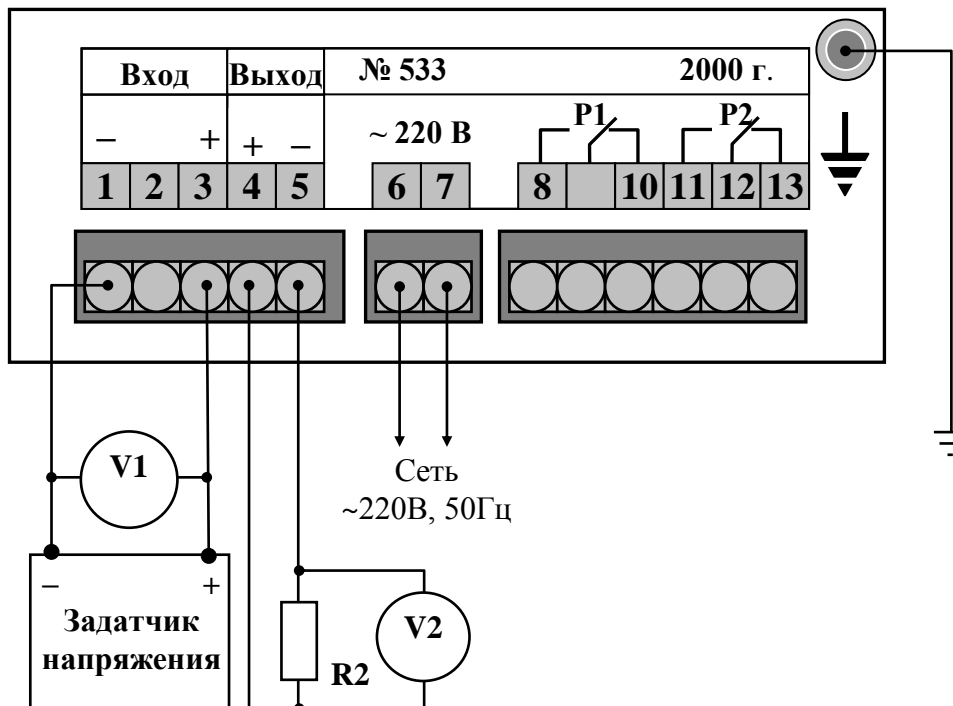 Вход Выход № 533 2000 г.
– + + – ~ 220 В P1 P2
1 2 3 4 5 6 7 8 10 11 12 13
V1
Сеть
~220В, 50Гц
– +
Задатчик
напряжения
V2
R2